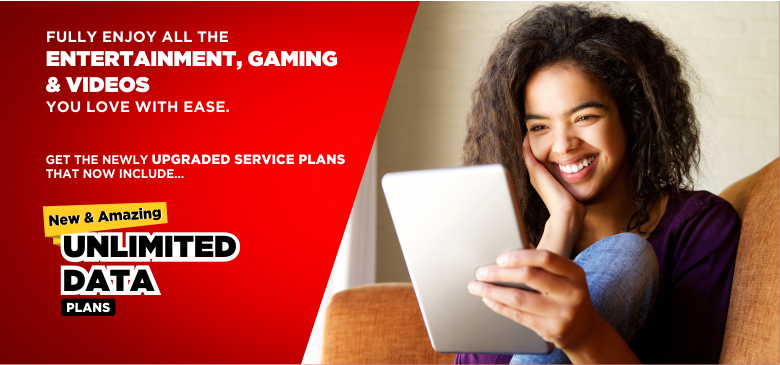 FULLY ENJOY ALL THE
ENTERTAINMENT, GAMING
& VIDEOS
YOU LOVE WITH EASE.
GET THE NEWLY UPGRADED SERVICE PLANS
THAT NOW INCLUDE...
New & Amazing
UNLIMITED
DATA
PLANS